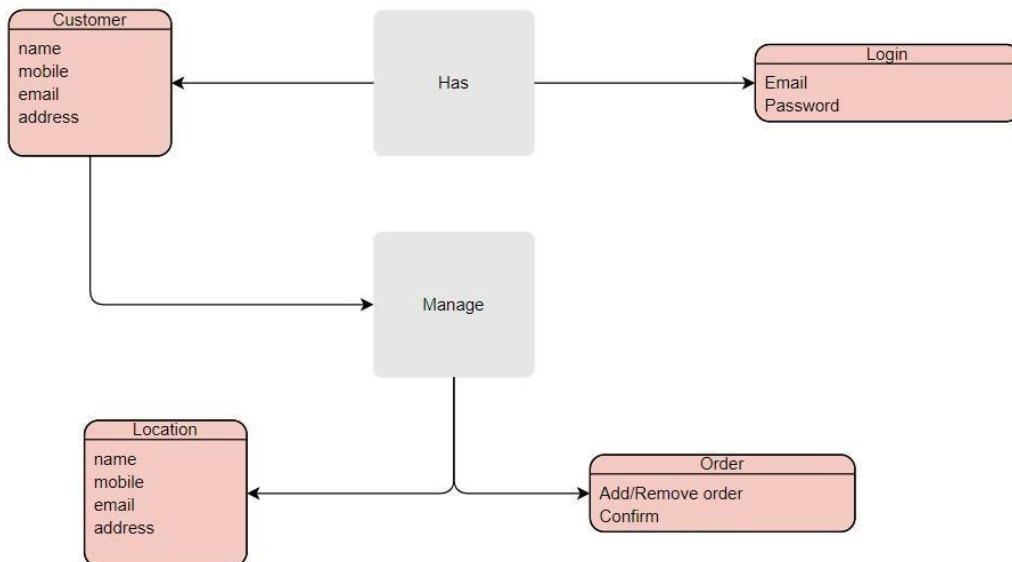 Customer
name
mobile
email
address
Has
Login
Email
Password
Manage
Location
name
mobile
email
address
Order
Add/Remove order
Confirm